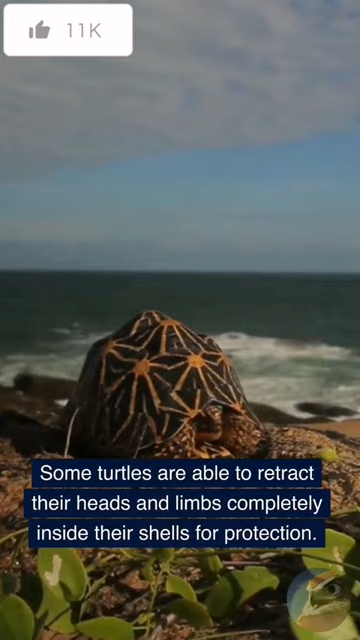 11K
Some turtles are able to retract
their heads and limbs completely
inside their shells for protection.